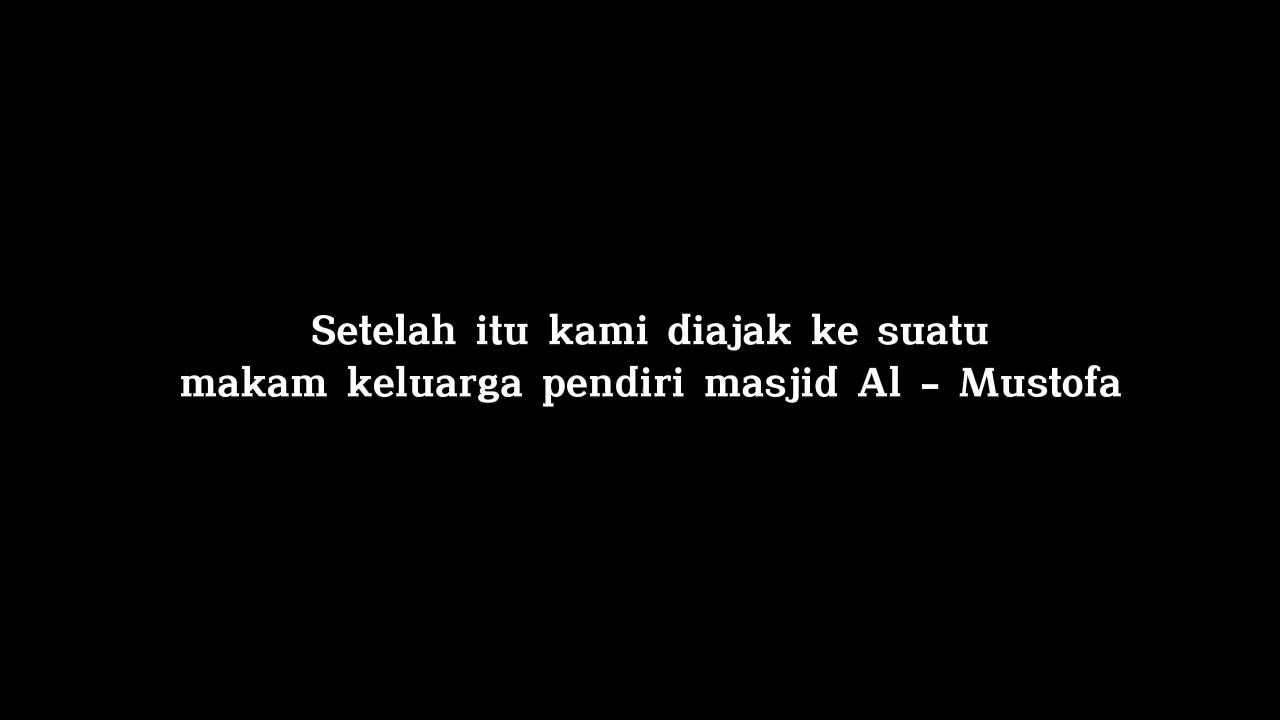 Setelah itu kami diajak ke suatu
makam keluarga pendiri masjid Al - Mustofa